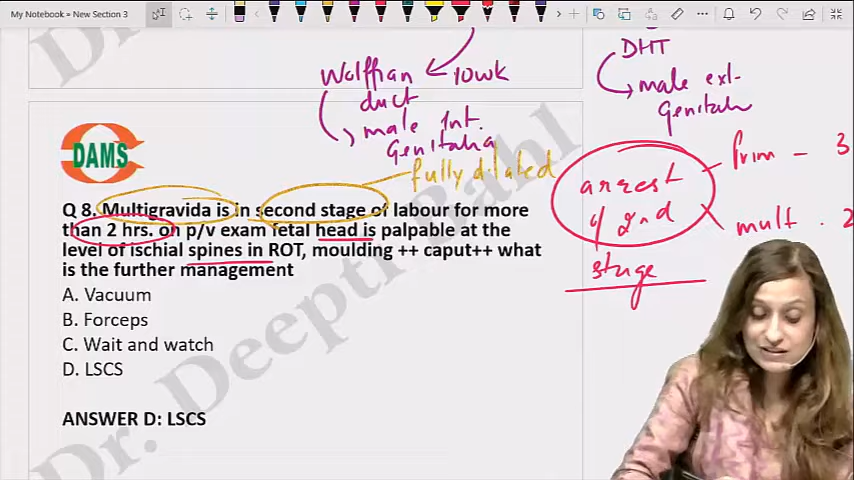 My Notebook > New Section 3
DHT
male ext-
Genitalia
Wolffian
duct
10wk
male Int.
Genitalia
fully dilated
DAMS
arrest
of 2nd
stage
Prim - 3
mult. 2
Q 8. Multigravida is in second stage of labour for more
than 2 hrs. on p/v exam fetal head is palpable at the
level of ischial spines in ROT, moulding ++ caput++ what
is the further management
A. Vacuum
B. Forceps
C. Wait and watch
D. LSCS
ANSWER D: LSCS
Dr. Deepti Bahl